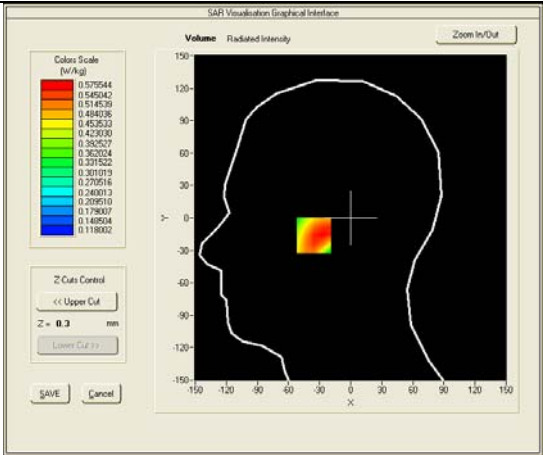 SAR Visualisation Graphical Interface
Volume Radiated Intensity
Zoom In/Out
Colors Scale
(W/kg)
0.575544
0.545042
0.514539
0.484036
0.453533
0.423030
0.392527
0.362024
0.331522
0.301019
0.270516
0.240013
0.209510
0.179007
0.148504
0.118002
Z-Cuts Control
<< Upper Cut
Z = 0.3 mm
Lower Cut >>
SAVE Cancel
150
120
90
60
30
0
-30
-60
-90
-120
-150
Y
-150 -120 -90 -60 -30 0 30 60 90 120 150
X